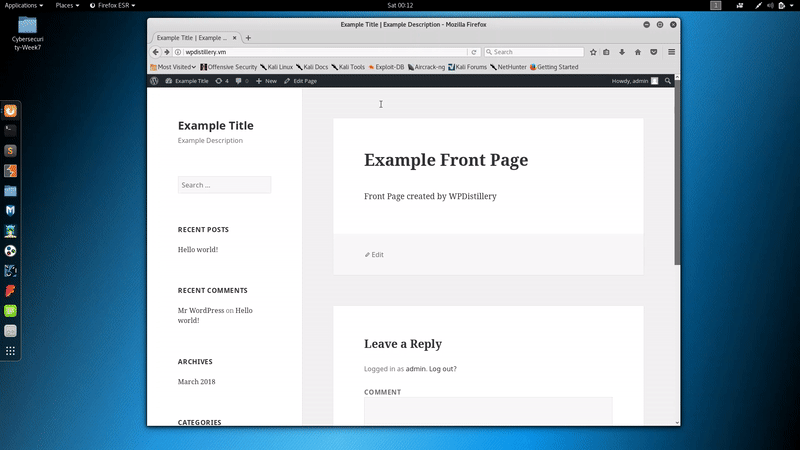 Applications ▾ Places ▾ Firefox ESR ▾ Sat 00:12
Cybersecuri
ty-Week7
Example Title | Example Description - Mozilla Firefox
Example Title | Example ...
wpdistillery.vm
Search
Most Visited Offensive Security Kali Linux Kali Docs Kali Tools Exploit-DB Aircrack-ng Kali Forums NetHunter Getting Started
Example Title 4 0 New Edit Page Howdy, admin
Example Title
Example Description
Search …
RECENT POSTS
Hello world!
RECENT COMMENTS
Mr WordPress on Hello
world!
ARCHIVES
March 2018
CATEGORIES
Example Front Page
Front Page created by WPDistillery
Edit
Leave a Reply
Logged in as admin. Log out?
COMMENT